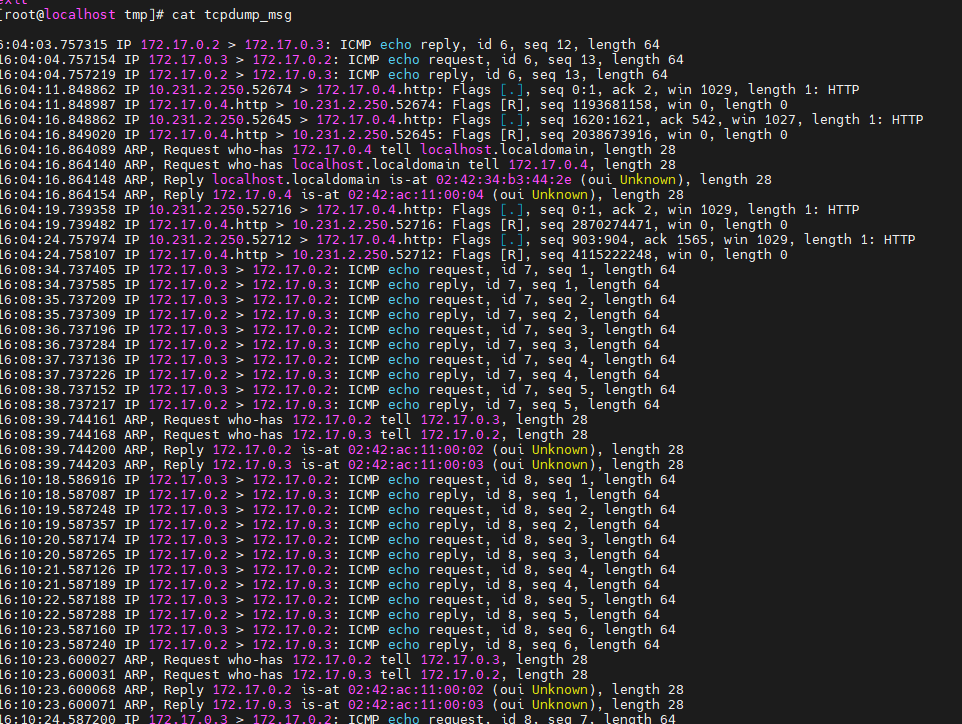 exit
[root@localhost tmp]# cat tcpdump_msg
6:04:03.757315 IP 172.17.0.2 > 172.17.0.3: ICMP echo reply, id 6, seq 12, length 64
16:04:04.757154 IP 172.17.0.3 > 172.17.0.2: ICMP echo request, id 6, seq 13, length 64
16:04:04.757219 IP 172.17.0.2 > 172.17.0.3: ICMP echo reply, id 6, seq 13, length 64
16:04:11.848862 IP 10.231.2.250.52674 > 172.17.0.4.http: Flags [.], seq 0:1, ack 2, win 1029, length 1: HTTP
16:04:11.848987 IP 172.17.0.4.http > 10.231.2.250.52674: Flags [R], seq 1193681158, win 0, length 0
16:04:16.848862 IP 10.231.2.250.52645 > 172.17.0.4.http: Flags [.], seq 1620:1621, ack 542, win 1027, length 1: HTTP
16:04:16.849020 IP 172.17.0.4.http > 10.231.2.250.52645: Flags [R], seq 2038673916, win 0, length 0
16:04:16.864089 ARP, Request who-has 172.17.0.4 tell localhost.localdomain, length 28
16:04:16.864140 ARP, Request who-has localhost.localdomain tell 172.17.0.4, length 28
16:04:16.864148 ARP, Reply localhost.localdomain is-at 02:42:34:b3:44:2e (oui Unknown), length 28
16:04:16.864154 ARP, Reply 172.17.0.4 is-at 02:42:ac:11:00:04 (oui Unknown), length 28
16:04:19.739358 IP 10.231.2.250.52716 > 172.17.0.4.http: Flags [.], seq 0:1, ack 2, win 1029, length 1: HTTP
16:04:19.739482 IP 172.17.0.4.http > 10.231.2.250.52716: Flags [R], seq 2870274471, win 0, length 0
16:04:24.757974 IP 10.231.2.250.52712 > 172.17.0.4.http: Flags [.], seq 903:904, ack 1565, win 1029, length 1: HTTP
16:04:24.758107 IP 172.17.0.4.http > 10.231.2.250.52712: Flags [R], seq 4115222248, win 0, length 0
16:08:34.737405 IP 172.17.0.3 > 172.17.0.2: ICMP echo request, id 7, seq 1, length 64
16:08:34.737585 IP 172.17.0.2 > 172.17.0.3: ICMP echo reply, id 7, seq 1, length 64
16:08:35.737209 IP 172.17.0.3 > 172.17.0.2: ICMP echo request, id 7, seq 2, length 64
16:08:35.737309 IP 172.17.0.2 > 172.17.0.3: ICMP echo reply, id 7, seq 2, length 64
16:08:36.737196 IP 172.17.0.3 > 172.17.0.2: ICMP echo request, id 7, seq 3, length 64
16:08:36.737284 IP 172.17.0.2 > 172.17.0.3: ICMP echo reply, id 7, seq 3, length 64
16:08:37.737136 IP 172.17.0.3 > 172.17.0.2: ICMP echo request, id 7, seq 4, length 64
16:08:37.737226 IP 172.17.0.2 > 172.17.0.3: ICMP echo reply, id 7, seq 4, length 64
16:08:38.737152 IP 172.17.0.3 > 172.17.0.2: ICMP echo request, id 7, seq 5, length 64
16:08:38.737217 IP 172.17.0.2 > 172.17.0.3: ICMP echo reply, id 7, seq 5, length 64
16:08:39.744161 ARP, Request who-has 172.17.0.2 tell 172.17.0.3, length 28
16:08:39.744168 ARP, Request who-has 172.17.0.3 tell 172.17.0.2, length 28
16:08:39.744200 ARP, Reply 172.17.0.2 is-at 02:42:ac:11:00:02 (oui Unknown), length 28
16:08:39.744203 ARP, Reply 172.17.0.3 is-at 02:42:ac:11:00:03 (oui Unknown), length 28
16:10:18.586916 IP 172.17.0.3 > 172.17.0.2: ICMP echo request, id 8, seq 1, length 64
16:10:18.587087 IP 172.17.0.2 > 172.17.0.3: ICMP echo reply, id 8, seq 1, length 64
16:10:19.587248 IP 172.17.0.3 > 172.17.0.2: ICMP echo request, id 8, seq 2, length 64
16:10:19.587357 IP 172.17.0.2 > 172.17.0.3: ICMP echo reply, id 8, seq 2, length 64
16:10:20.587174 IP 172.17.0.3 > 172.17.0.2: ICMP echo request, id 8, seq 3, length 64
16:10:20.587265 IP 172.17.0.2 > 172.17.0.3: ICMP echo reply, id 8, seq 3, length 64
16:10:21.587126 IP 172.17.0.3 > 172.17.0.2: ICMP echo request, id 8, seq 4, length 64
16:10:21.587189 IP 172.17.0.2 > 172.17.0.3: ICMP echo reply, id 8, seq 4, length 64
16:10:22.587188 IP 172.17.0.3 > 172.17.0.2: ICMP echo request, id 8, seq 5, length 64
16:10:22.587288 IP 172.17.0.2 > 172.17.0.3: ICMP echo reply, id 8, seq 5, length 64
16:10:23.587160 IP 172.17.0.3 > 172.17.0.2: ICMP echo request, id 8, seq 6, length 64
16:10:23.587240 IP 172.17.0.2 > 172.17.0.3: ICMP echo reply, id 8, seq 6, length 64
16:10:23.600027 ARP, Request who-has 172.17.0.2 tell 172.17.0.3, length 28
16:10:23.600031 ARP, Request who-has 172.17.0.3 tell 172.17.0.2, length 28
16:10:23.600068 ARP, Reply 172.17.0.2 is-at 02:42:ac:11:00:02 (oui Unknown), length 28
16:10:23.600071 ARP, Reply 172.17.0.3 is-at 02:42:ac:11:00:03 (oui Unknown), length 28
16:10:24.587200 IP 172.17.0.3 > 172.17.0.2: ICMP echo request, id 8, seq 7, length 64